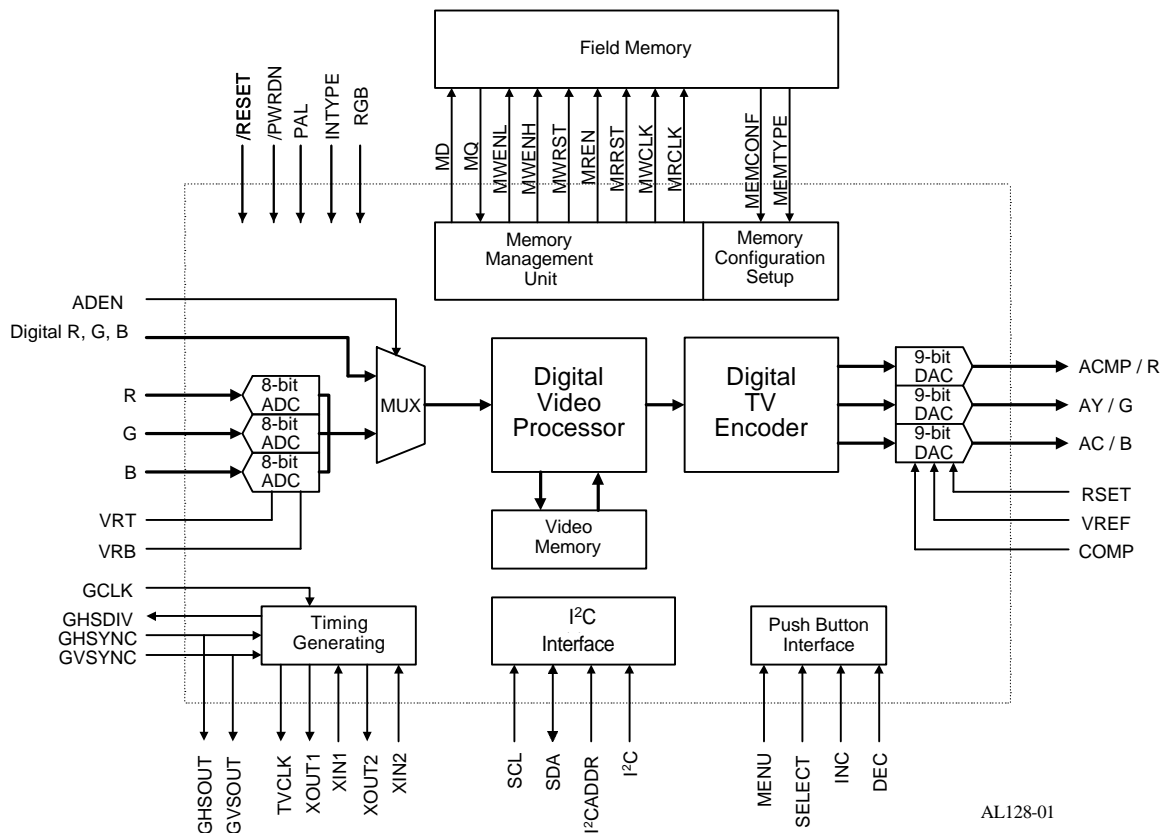 Field Memory
/RESET
/PWRDN
PAL
INTYPE
RGB
MD
MQ
MWENL
MWENH
MWRST
MREN
MRRST
MWCLK
MRCLK
MEMCONF
MEMTYPE
Memory
Management
Unit
Memory
Configuration
Setup
ADEN
Digital R, G, B
R
G
B
VRT
VRB
8-bit
ADC
8-bit
ADC
8-bit
ADC
MUX
Digital
Video
Processor
Video
Memory
Digital
TV
Encoder
9-bit
DAC
9-bit
DAC
9-bit
DAC
ACMP / R
AY / G
AC / B
RSET
VREF
COMP
GCLK
GHSDIV
GHSYNC
GVSYNC
Timing
Generating
I²C
Interface
Push Button
Interface
GHSOUT
GVSOUT
TVCLK
XOUT1
XIN1
XOUT2
XIN2
SCL
SDA
I²CADDR
I²C
MENU
SELECT
INC
DEC
AL128-01